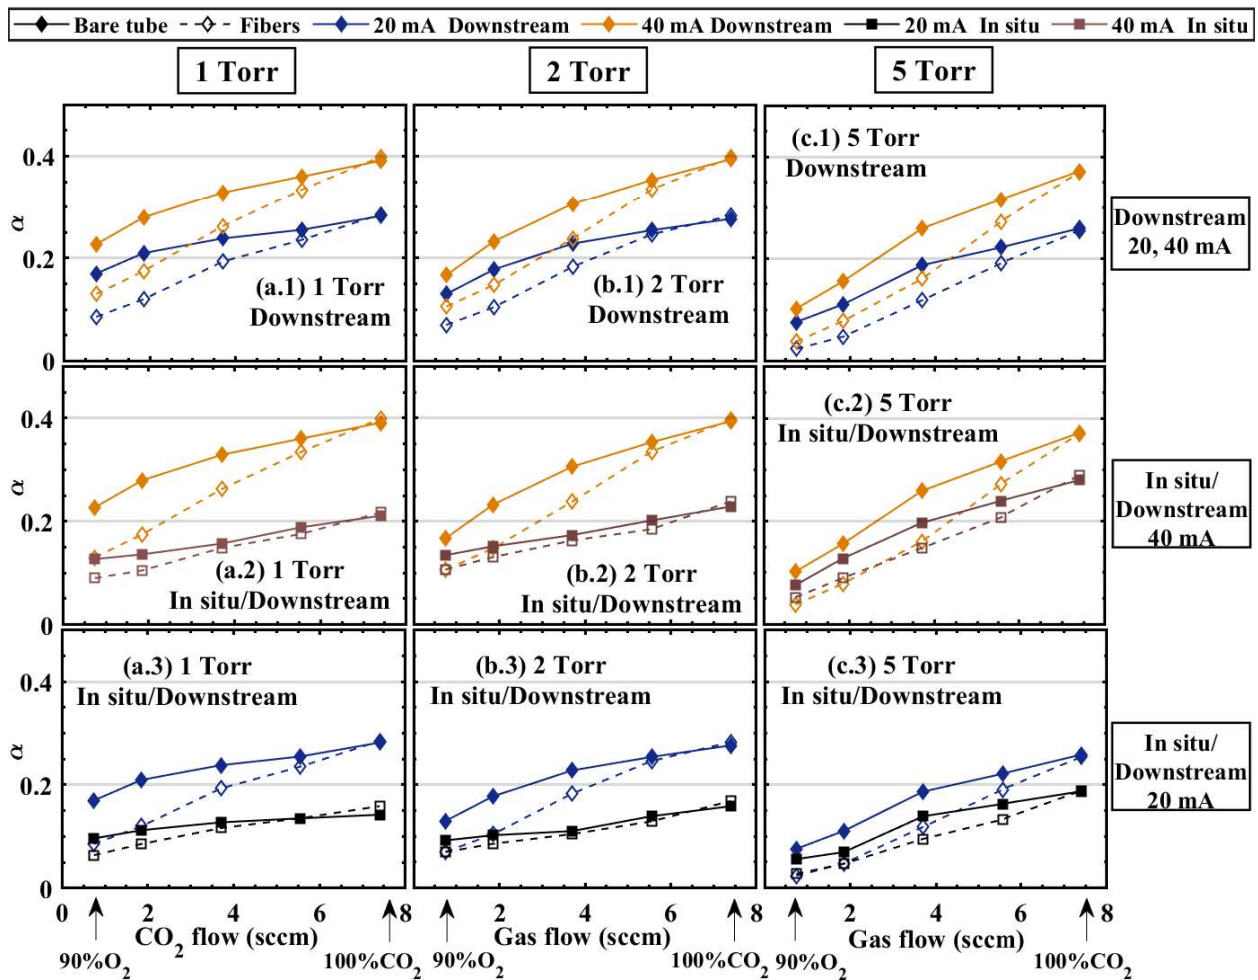 Bare tube Fibers 20 mA Downstream 40 mA Downstream 20 mA In situ 40 mA In situ
1 Torr 2 Torr 5 Torr
0.4
0.2
0
α
(a.1) 1 Torr
Downstream
(b.1) 2 Torr
Downstream
(c.1) 5 Torr
Downstream
Downstream
20, 40 mA
0.4
0.2
0
α
(a.2) 1 Torr
In situ/Downstream
(b.2) 2 Torr
In situ/Downstream
(c.2) 5 Torr
In situ/Downstream
In situ/
Downstream
40 mA
0.4
0.2
0
α
(a.3) 1 Torr
In situ/Downstream
(b.3) 2 Torr
In situ/Downstream
(c.3) 5 Torr
In situ/Downstream
In situ/
Downstream
20 mA
0 2 4 6 8 2 4 6 8 2 4 6 8
CO₂ flow (sccm) Gas flow (sccm) Gas flow (sccm)
90%O₂ 100%CO₂ 90%O₂ 100%CO₂ 90%O₂ 100%CO₂